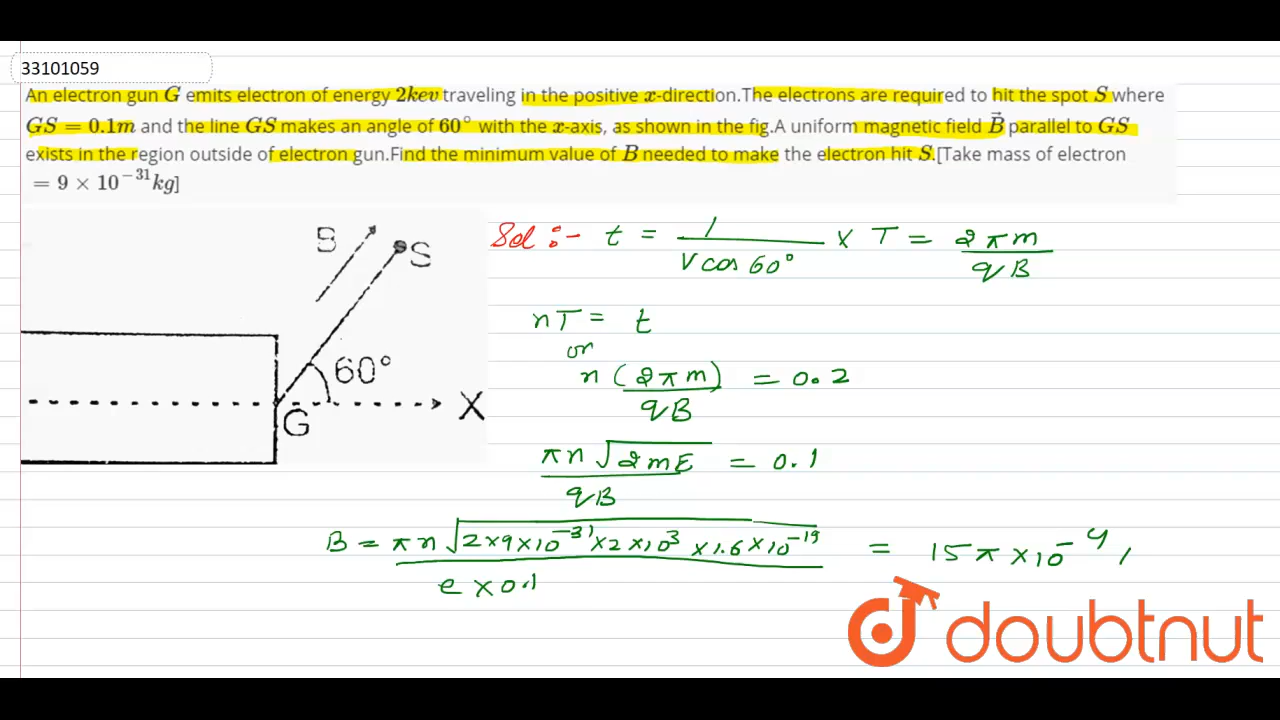 33101059
An electron gun G emits electron of energy 2kev traveling in the positive x-direction.The electrons are required to hit the spot S where
GS = 0.1m and the line GS makes an angle of 60° with the x-axis, as shown in the fig.A uniform magnetic field B⃗ parallel to GS
exists in the region outside of electron gun.Find the minimum value of B needed to make the electron hit S.[Take mass of electron
= 9 × 10⁻³¹kg]
B
S
60°
G
X
Sol :- t = 1 / v cos 60° × T = 2πm / qB
nT = t
or
n (2πm) / qB = 0.2
πn √2mE / qB = 0.1
B = πn √2×9×10⁻³¹×2×10³×1.6×10⁻¹⁹ / e × 0.1 = 15π×10⁻⁴,
doubtnut